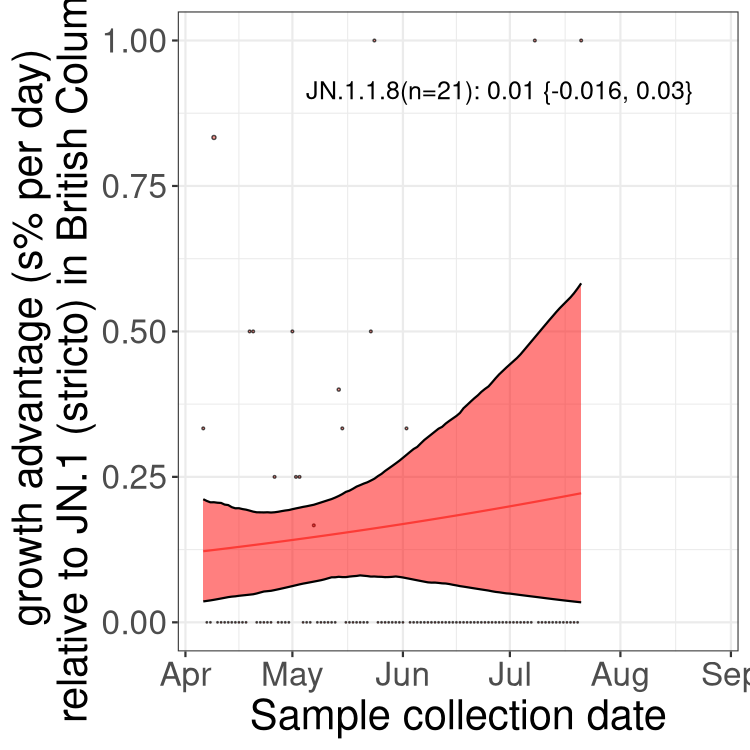 growth advantage (s% per day)
relative to JN.1 (stricto) in British Colum
1.00
0.75
0.50
0.25
0.00
JN.1.1.8(n=21): 0.01 {-0.016, 0.03}
Apr May Jun Jul Aug Sep
Sample collection date